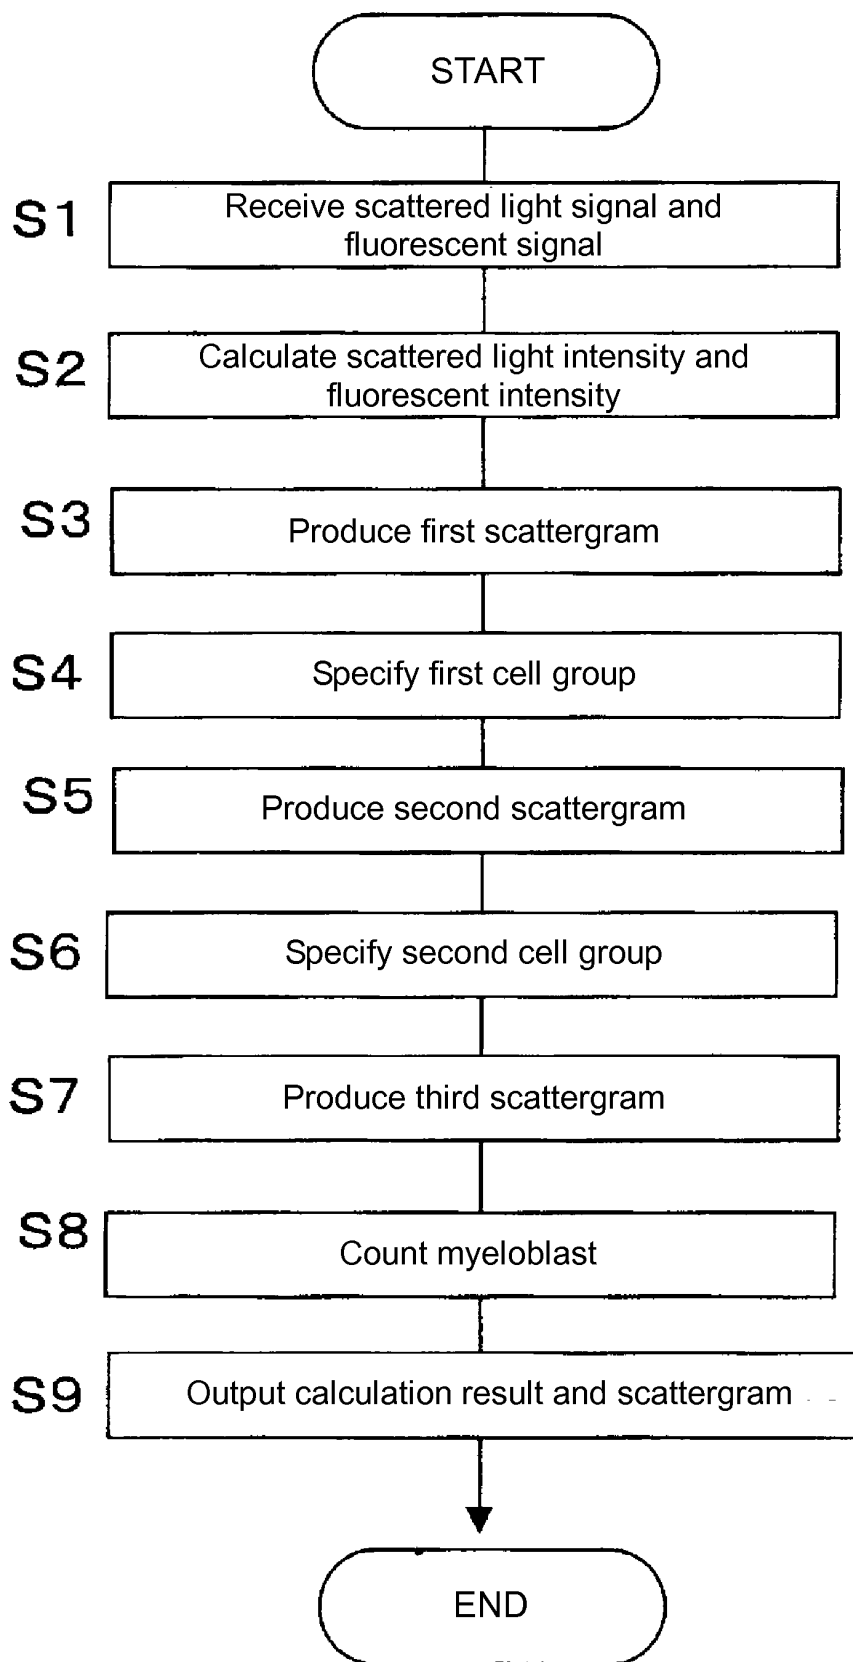 START
S1
Receive scattered light signal and
fluorescent signal
S2
Calculate scattered light intensity and
fluorescent intensity
S3
Produce first scattergram
S4
Specify first cell group
S5
Produce second scattergram
S6
Specify second cell group
S7
Produce third scattergram
S8
Count myeloblast
S9
Output calculation result and scattergram
END